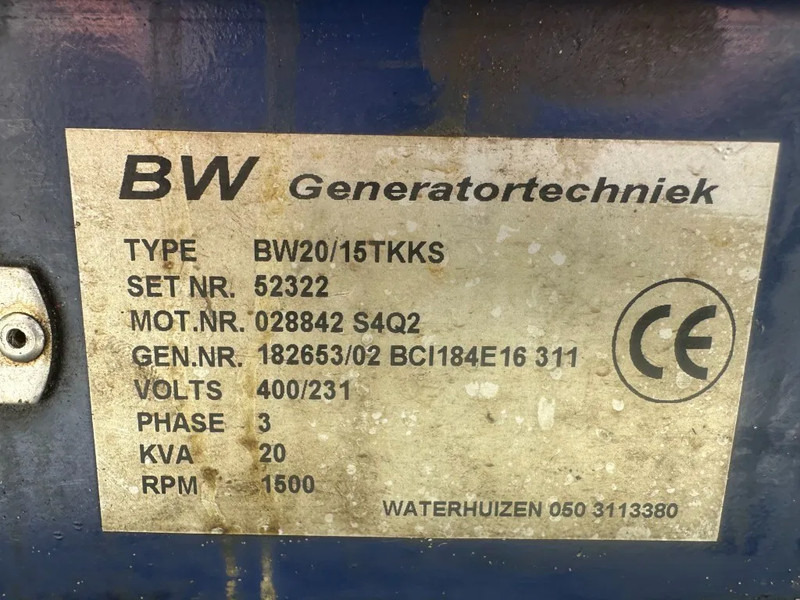 BW Generatortechniek
TYPE BW20/15TKKS
SET NR. 52322
MOT.NR. 028842 S4Q2
GEN.NR. 182653/02 BCI184E16 311
VOLTS 400/231
PHASE 3
KVA 20
RPM 1500
CE
WATERHUIZEN 050 3113380